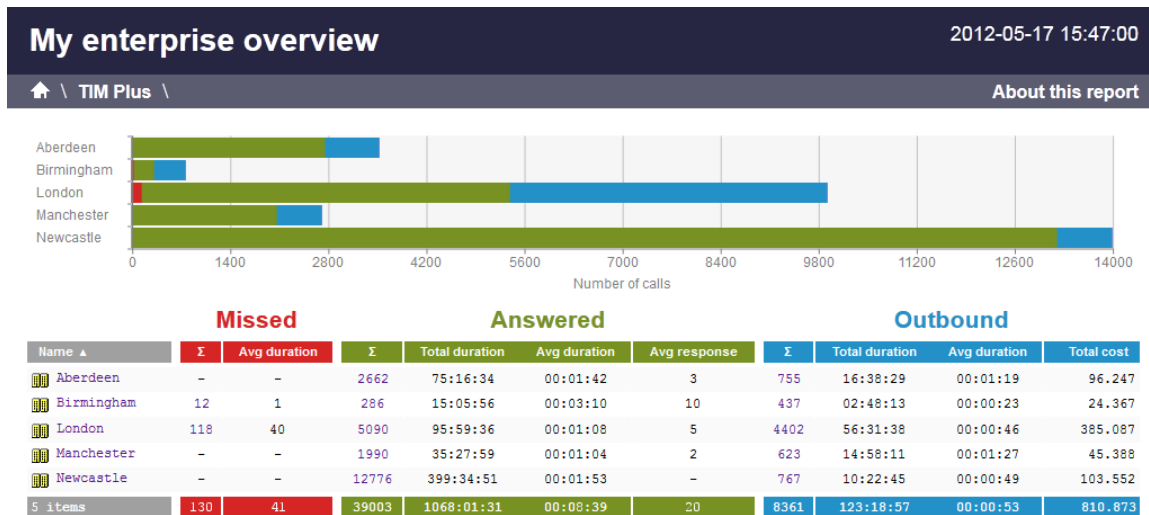 My enterprise overview 2012-05-17 15:47:00
\ TIM Plus \ About this report
Aberdeen
Birmingham
London
Manchester
Newcastle
0 1400 2800 4200 5600 7000 8400 9800 11200 12600 14000
Number of calls
Missed Answered Outbound
Name ▲ Σ Avg duration Σ Total duration Avg duration Avg response Σ Total duration Avg duration Total cost
Aberdeen - - 2662 75:16:34 00:01:42 3 755 16:38:29 00:01:19 96.247
Birmingham 12 1 286 15:05:56 00:03:10 10 437 02:48:13 00:00:23 24.367
London 118 40 5090 95:59:36 00:01:08 5 4402 56:31:38 00:00:46 385.087
Manchester - - 1990 35:27:59 00:01:04 2 623 14:58:11 00:01:27 45.388
Newcastle - - 12776 399:34:51 00:01:53 - 767 10:22:45 00:00:49 103.552
5 items 130 41 39003 1068:01:31 00:08:39 20 8361 123:18:57 00:00:53 810.873